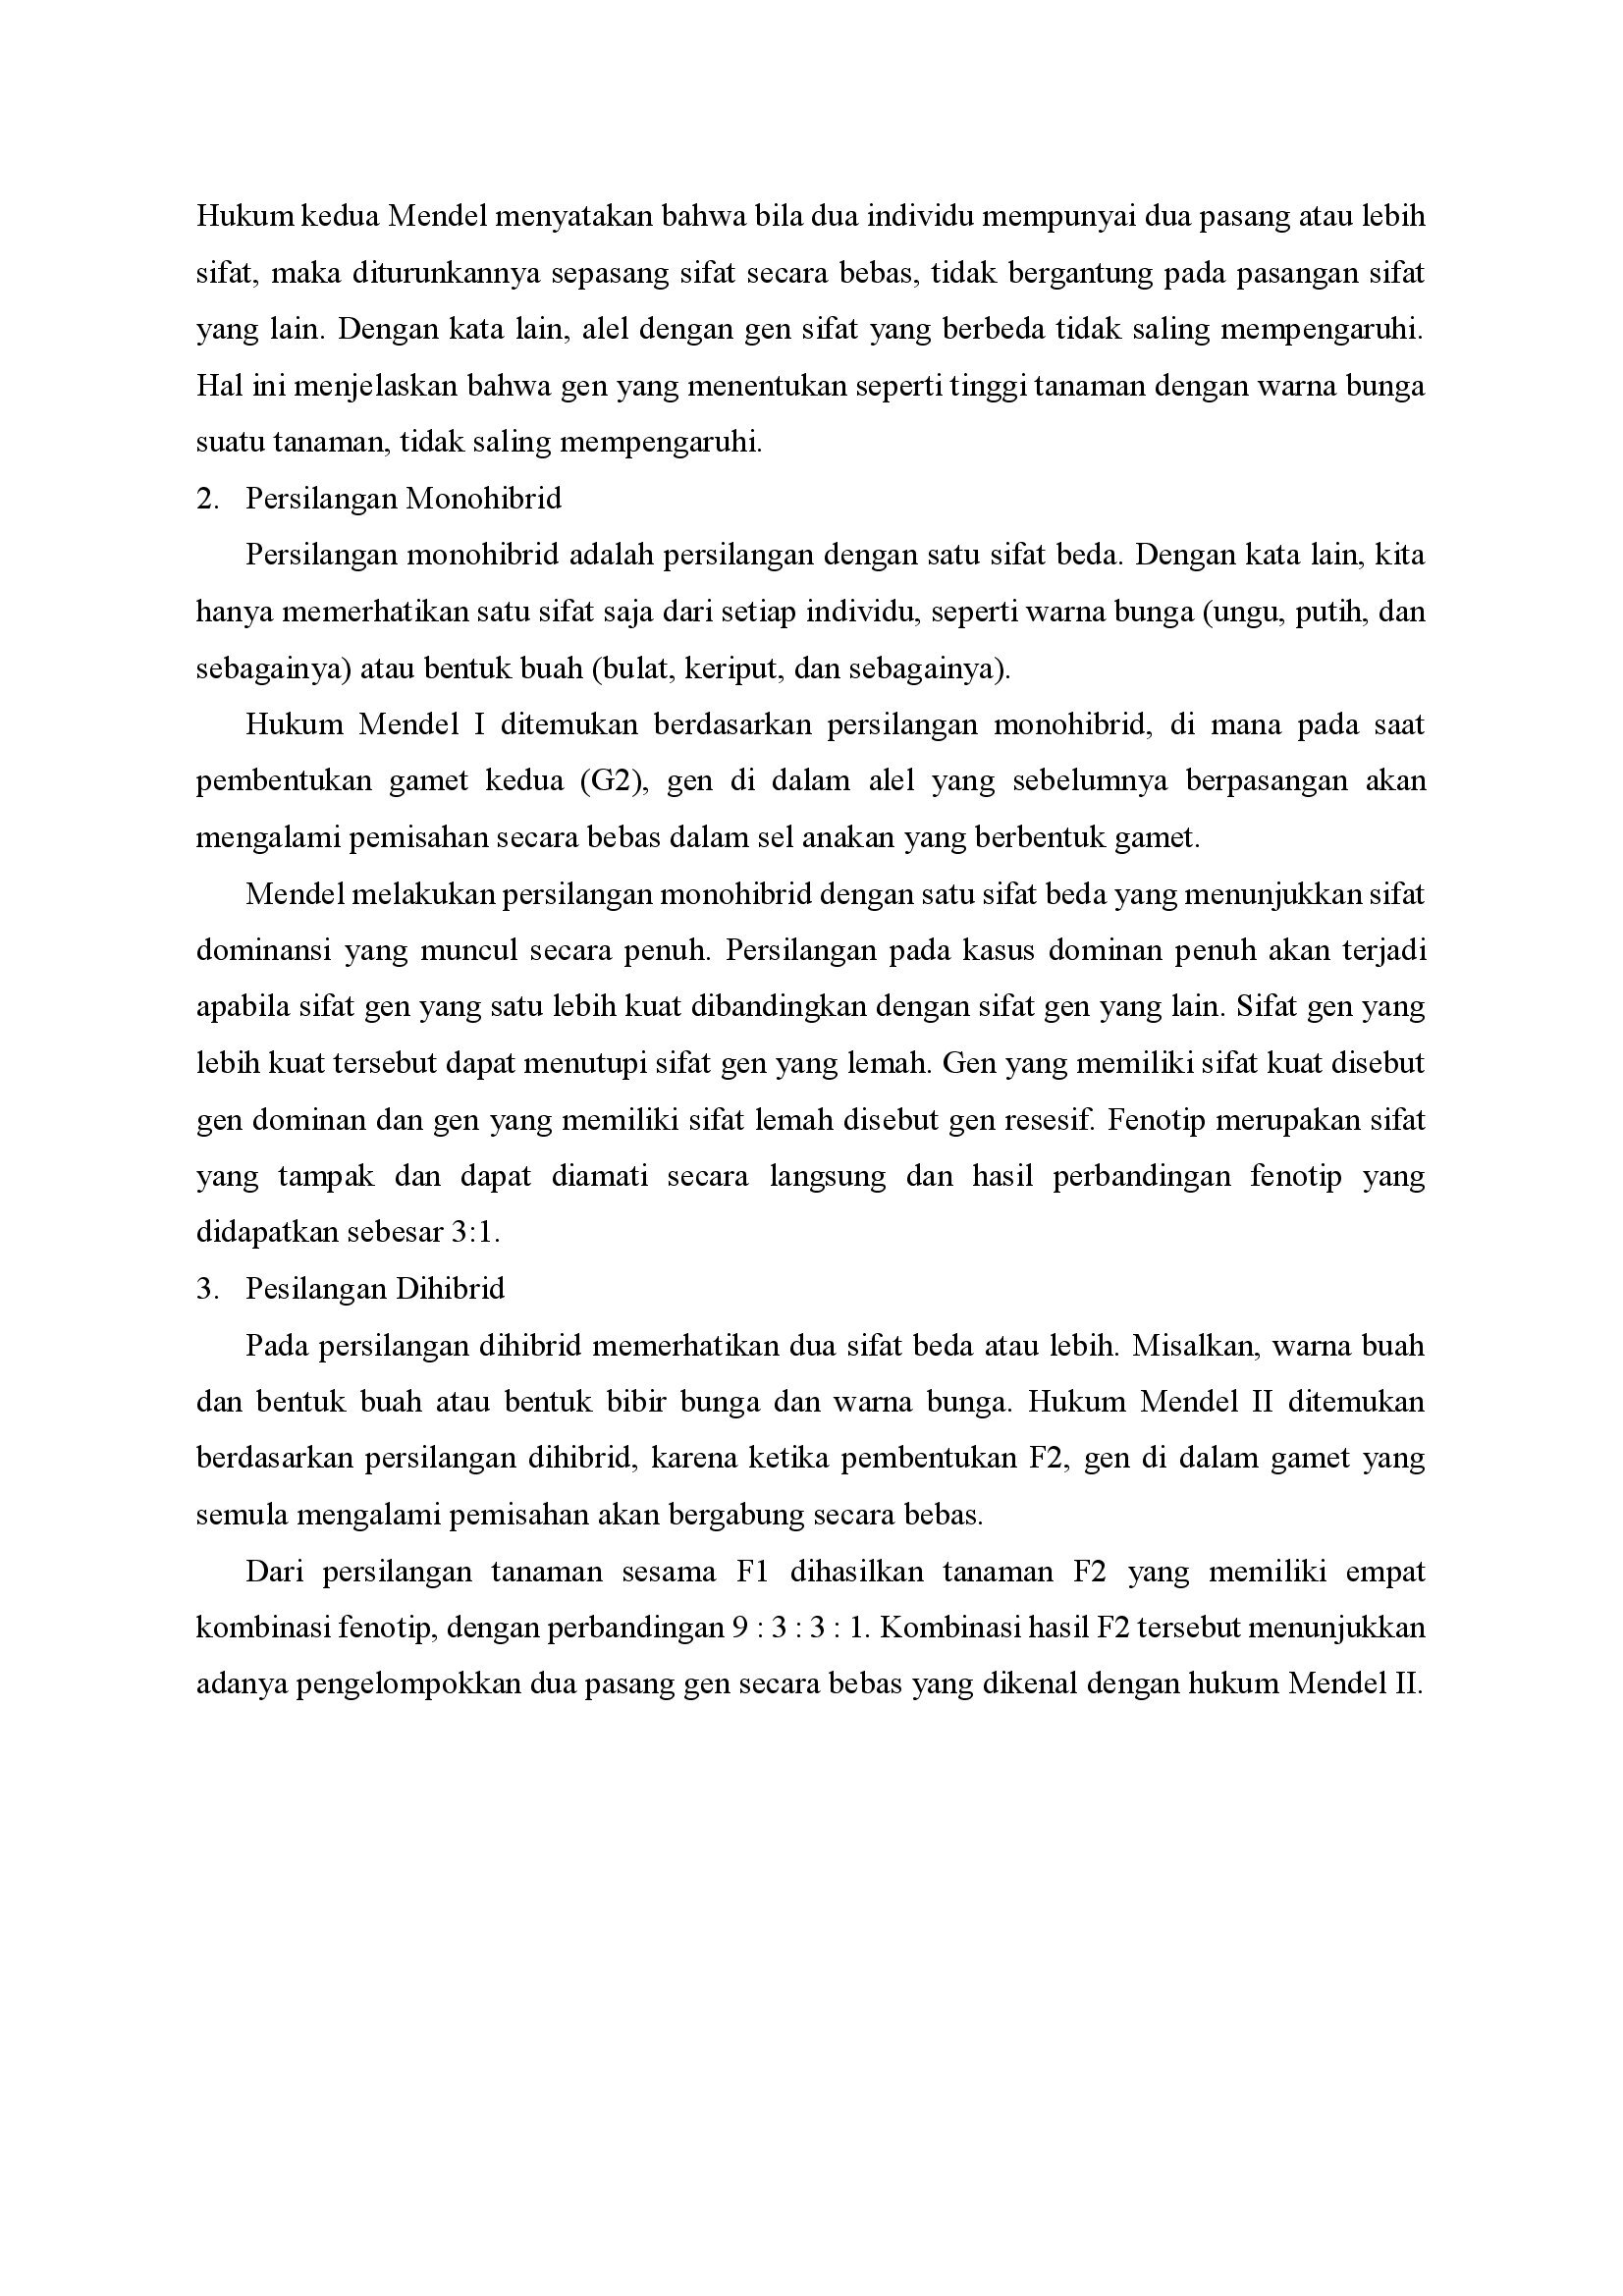 Hukum kedua Mendel menyatakan bahwa bila dua individu mempunyai dua pasang atau lebih
sifat, maka diturunkannya sepasang sifat secara bebas, tidak bergantung pada pasangan sifat
yang lain. Dengan kata lain, alel dengan gen sifat yang berbeda tidak saling mempengaruhi.
Hal ini menjelaskan bahwa gen yang menentukan seperti tinggi tanaman dengan warna bunga
suatu tanaman, tidak saling mempengaruhi.
2. Persilangan Monohibrid
Persilangan monohibrid adalah persilangan dengan satu sifat beda. Dengan kata lain, kita
hanya memerhatikan satu sifat saja dari setiap individu, seperti warna bunga (ungu, putih, dan
sebagainya) atau bentuk buah (bulat, keriput, dan sebagainya).
Hukum Mendel I ditemukan berdasarkan persilangan monohibrid, di mana pada saat
pembentukan gamet kedua (G2), gen di dalam alel yang sebelumnya berpasangan akan
mengalami pemisahan secara bebas dalam sel anakan yang berbentuk gamet.
Mendel melakukan persilangan monohibrid dengan satu sifat beda yang menunjukkan sifat
dominansi yang muncul secara penuh. Persilangan pada kasus dominan penuh akan terjadi
apabila sifat gen yang satu lebih kuat dibandingkan dengan sifat gen yang lain. Sifat gen yang
lebih kuat tersebut dapat menutupi sifat gen yang lemah. Gen yang memiliki sifat kuat disebut
gen dominan dan gen yang memiliki sifat lemah disebut gen resesif. Fenotip merupakan sifat
yang tampak dan dapat diamati secara langsung dan hasil perbandingan fenotip yang
didapatkan sebesar 3:1.
3. Pesilangan Dihibrid
Pada persilangan dihibrid memerhatikan dua sifat beda atau lebih. Misalkan, warna buah
dan bentuk buah atau bentuk bibir bunga dan warna bunga. Hukum Mendel II ditemukan
berdasarkan persilangan dihibrid, karena ketika pembentukan F2, gen di dalam gamet yang
semula mengalami pemisahan akan bergabung secara bebas.
Dari persilangan tanaman sesama F1 dihasilkan tanaman F2 yang memiliki empat
kombinasi fenotip, dengan perbandingan 9 : 3 : 3 : 1. Kombinasi hasil F2 tersebut menunjukkan
adanya pengelompokkan dua pasang gen secara bebas yang dikenal dengan hukum Mendel II.